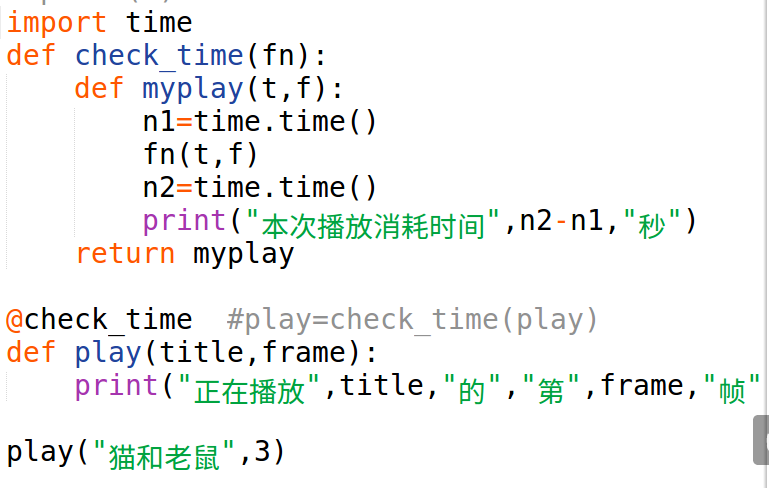 import time
def check_time(fn):
    def myplay(t,f):
        n1=time.time()
        fn(t,f)
        n2=time.time()
        print("本次播放消耗时间",n2-n1,"秒")
    return myplay
@check_time  #play=check_time(play)
def play(title,frame):
    print("正在播放",title,"的","第",frame,"帧"
play("猫和老鼠",3)